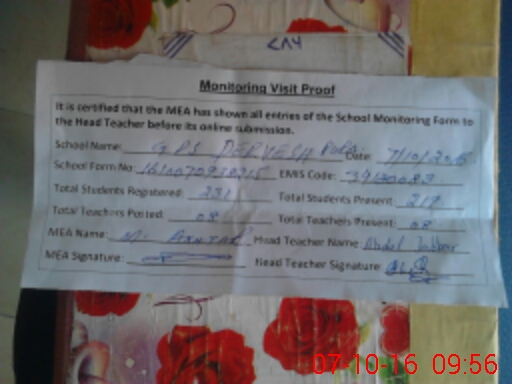 Monitoring Visit Proof
It is certified that the MEA has shown all entries of the School Monitoring Form to
the Head Teacher before its online submission.
School Name: G.P.S DERVESH PURA Date: 7/10/2016
School Form No: EMIS Code:
Total Students Registered: 231 Total Students Present: 219
Total Teachers Posted: 08 Total Teachers Present: 08
MEA Name: M. Head Teacher Name: Abdul Jabbar
MEA Signature: Head Teacher Signature:
07-10-16 09:56